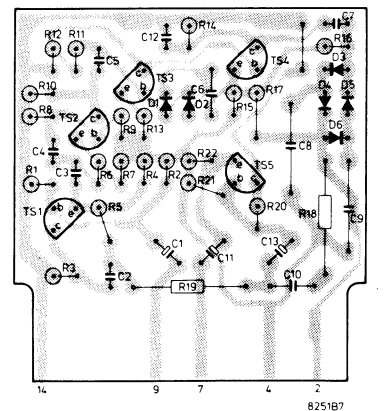 R14 C7
R12 R11 C12 R16
C5 TS4 D3
TS3
R10 D1 D2 C6 R15 R17 D4 D5
R8 TS2
R9 R13 D6
C4 C8
R22
R1 C3 R6 R7 R4 R2 TS5
R21
TS1 R5 R20 R18 C9
C1 C11 C13
R3 C2 R19 C10
14 9 7 4 2
8251B7
e b c